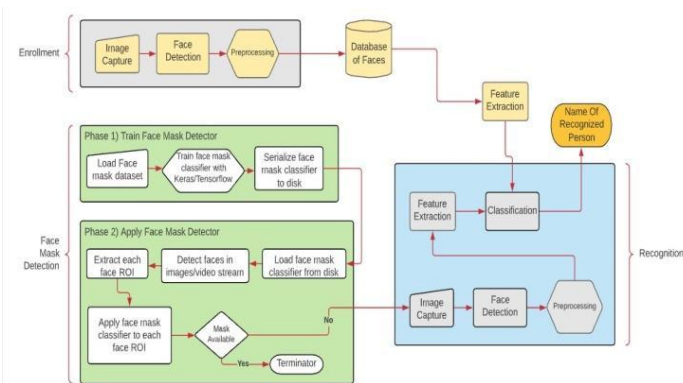 Enrollment
Image
Capture
Face
Detection
Preprocessing
Database
of Faces
Feature
Extraction
Name Of
Recognized
Person
Phase 1) Train Face Mask Detector
Load Face
mask dataset
Train face mask
classifier with
Keras/Tensorflow
Serialize face
mask classifier
to disk
Face
Mask
Detection
Phase 2) Apply Face Mask Detector
Extract each
face ROI
Detect faces in
images/video stream
Load face mask
classifier from disk
Apply face mask
classifier to each
face ROI
Mask
Available
No
Yes
Terminator
Feature
Extraction
Classification
Image
Capture
Face
Detection
Preprocessing
Recognition